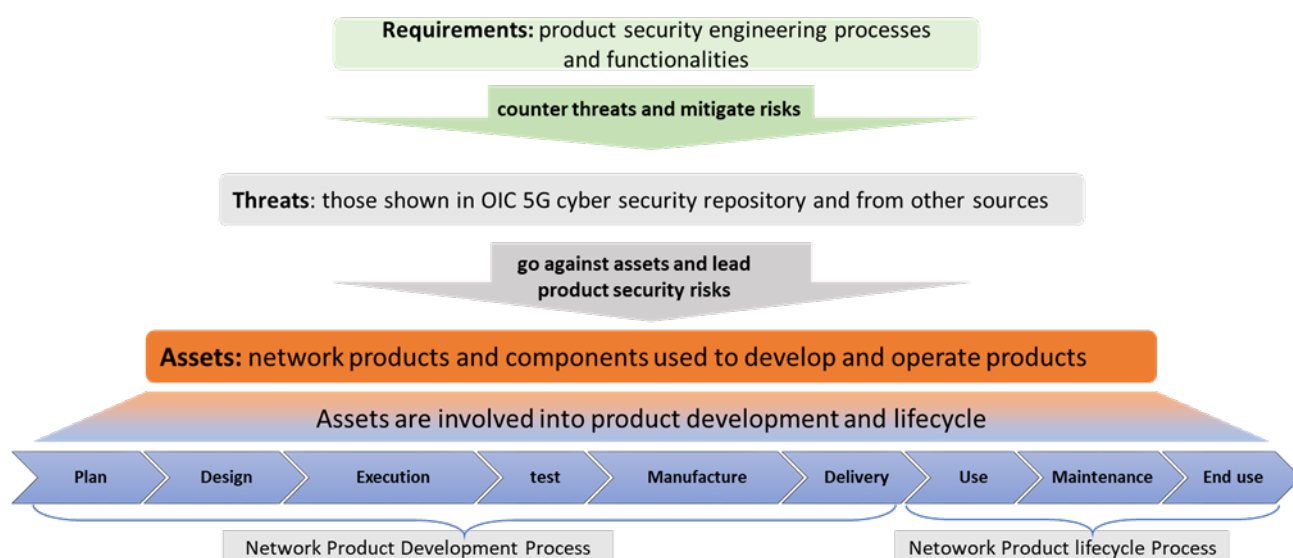 Requirements: product security engineering processes
and functionalities
counter threats and mitigate risks
Threats: those shown in OIC 5G cyber security repository and from other sources
go against assets and lead
product security risks
Assets: network products and components used to develop and operate products
Assets are involved into product development and lifecycle
Plan
Design
Execution
test
Manufacture
Delivery
Use
Maintenance
End use
Network Product Development Process
Netowork Product lifecycle Process